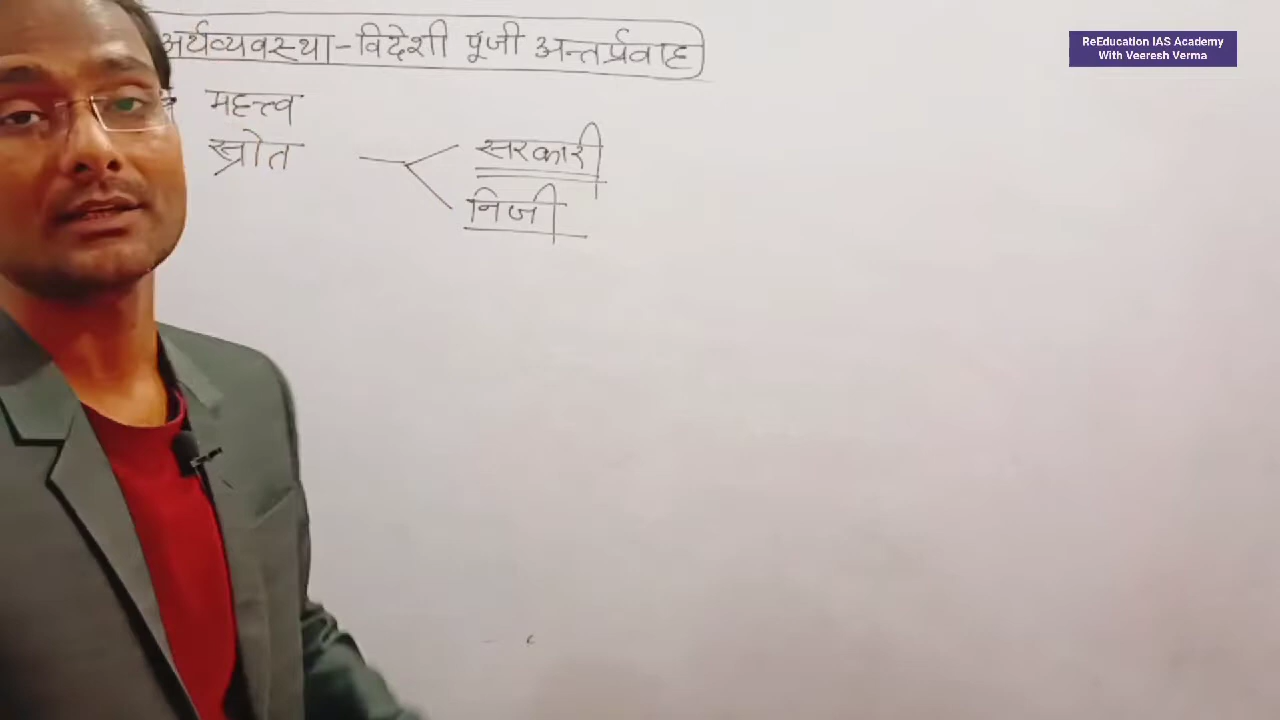 अर्थव्यवस्था - विदेशी पूंजी अन्तर्प्रवाह
महत्त्व
स्रोत
सरकारी
निजी
ReEducation IAS Academy
With Veeresh Verma